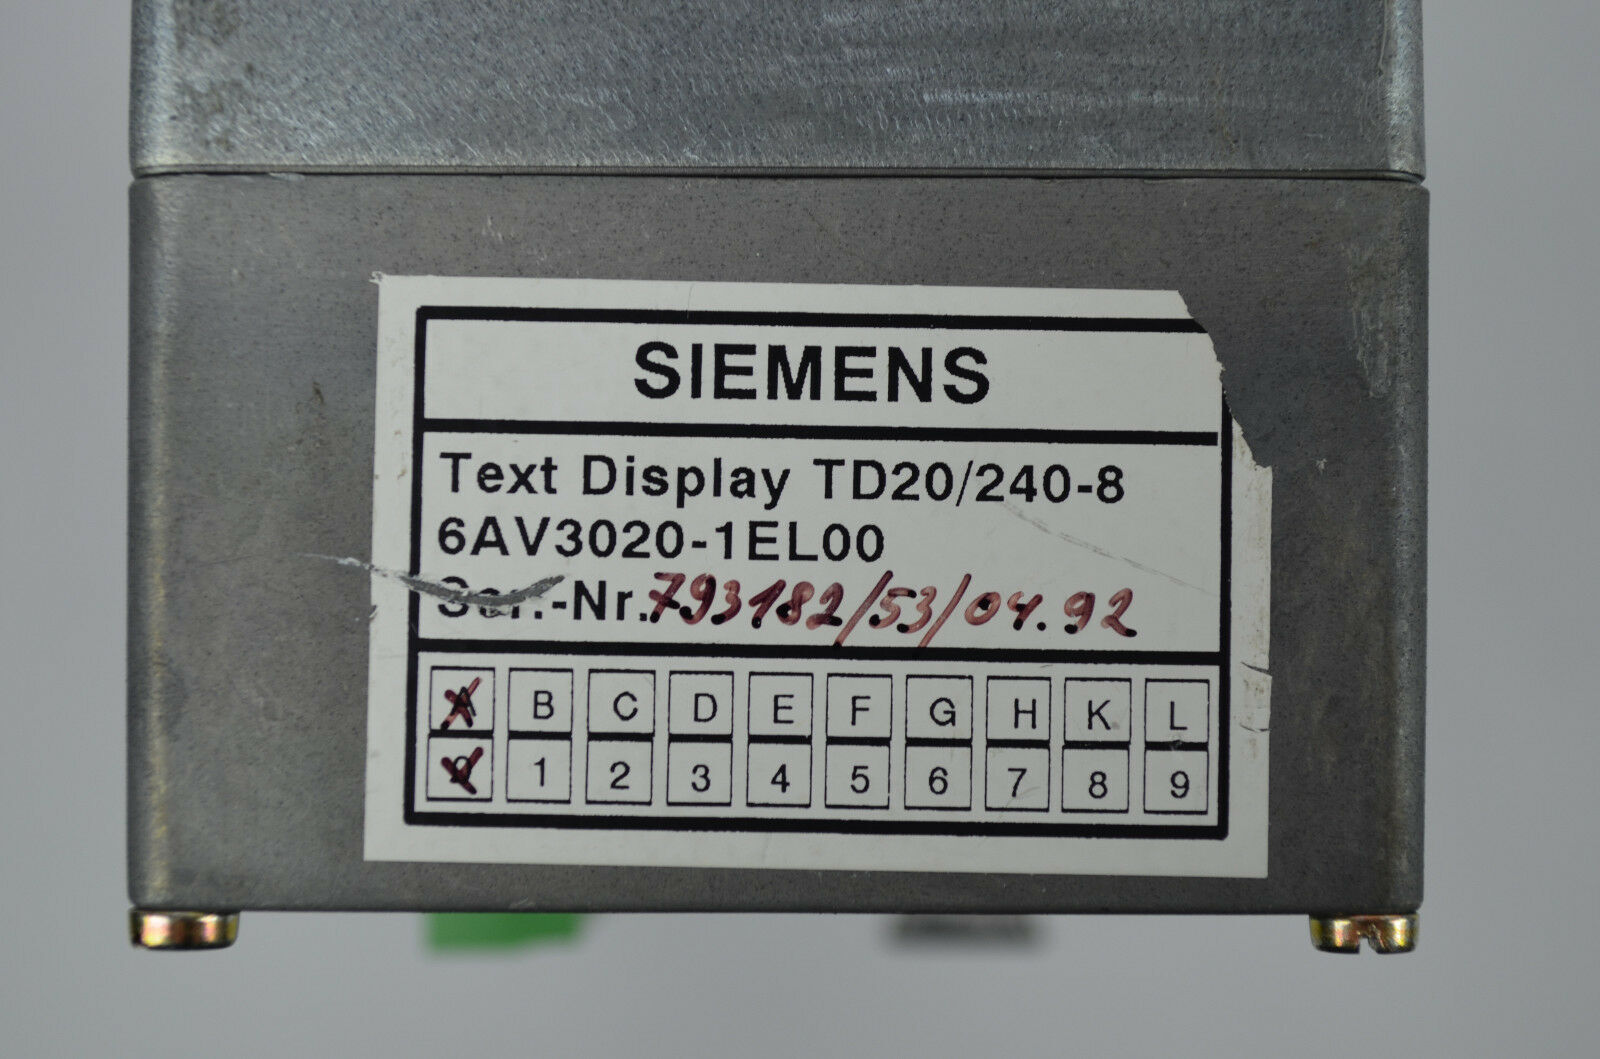 SIEMENS
Text Display TD20/240-8
6AV3020-1EL00
Ser.-Nr. 793182/53/04.92
A B C D E F G H K L
0 1 2 3 4 5 6 7 8 9